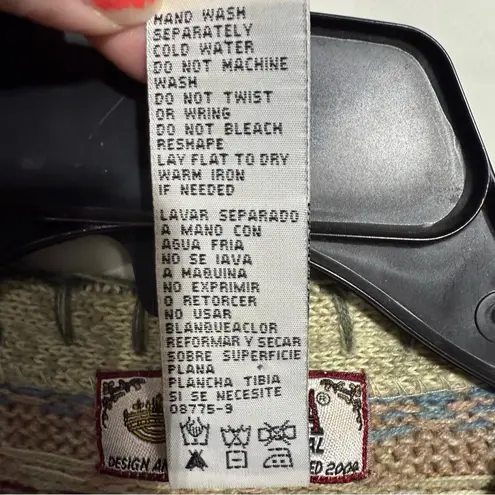 HAND WASH
SEPARATELY
COLD WATER
DO NOT MACHINE
WASH
DO NOT TWIST
OR WRING
DO NOT BLEACH
RESHAPE
LAY FLAT TO DRY
WARM IRON
IF NEEDED
LAVAR SEPARADO
A MANO CON
AGUA FRIA
NO SE IAVA
A MAQUINA
NO EXPRIMIR
O RETORCER
NO USAR
BLANQUEACLOR
REFORMAR Y SECAR
SOBRE SUPERFICIE
PLANA
PLANCHA TIBIA
SI SE NECESITE
08775-9
A®
AL
DESIGN AN
ED 2000